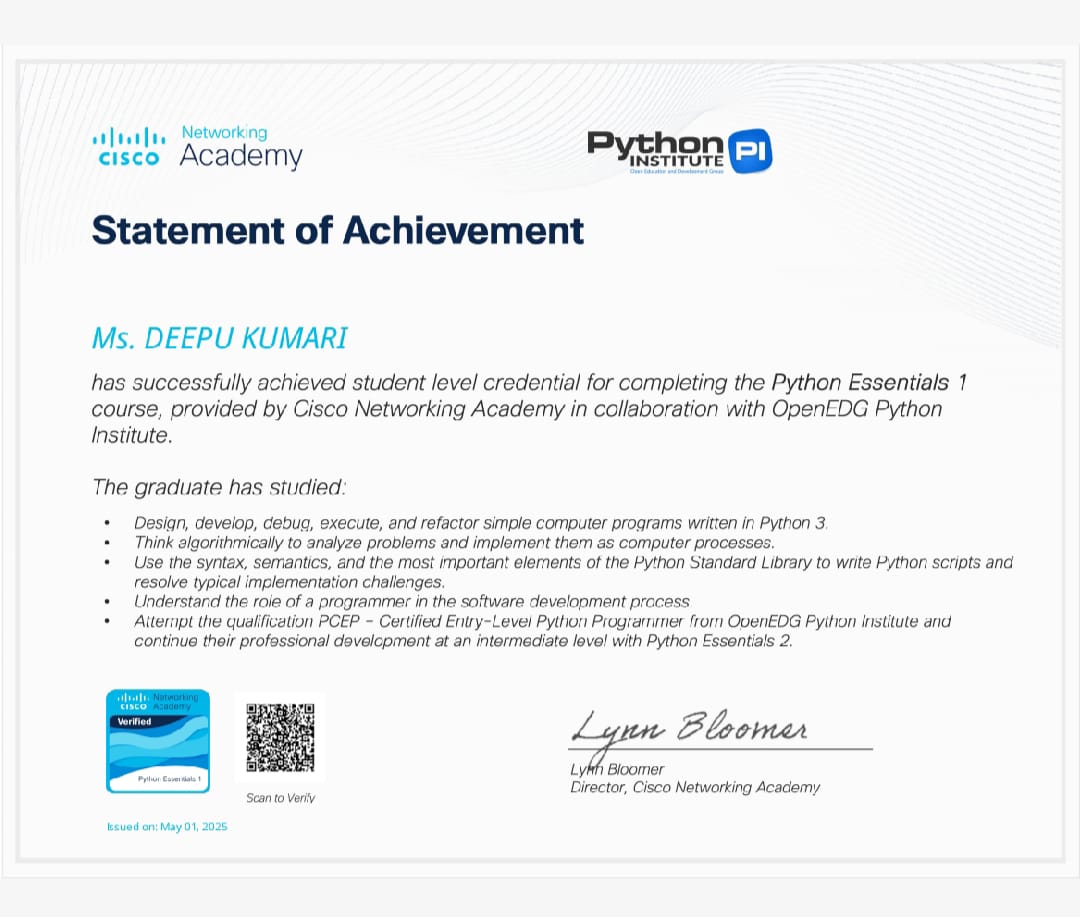 CISCO Networking Academy
Python INSTITUTE PI
Open Education and Development Group
Statement of Achievement
Ms. DEEPU KUMARI
has successfully achieved student level credential for completing the Python Essentials 1
course, provided by Cisco Networking Academy in collaboration with OpenEDG Python
Institute.
The graduate has studied:
• Design, develop, debug, execute, and refactor simple computer programs written in Python 3.
• Think algorithmically to analyze problems and implement them as computer processes.
• Use the syntax, semantics, and the most important elements of the Python Standard Library to write Python scripts and
resolve typical implementation challenges.
• Understand the role of a programmer in the software development process
• Attempt the qualification PCEP – Certified Entry-Level Python Programmer from OpenEDG Python Institute and
continue their professional development at an intermediate level with Python Essentials 2.
CISCO Networking Academy
Verified
Python Essentials 1
Scan to Verify
Issued on: May 01, 2025
Lynn Bloomer
Lynn Bloomer
Director, Cisco Networking Academy